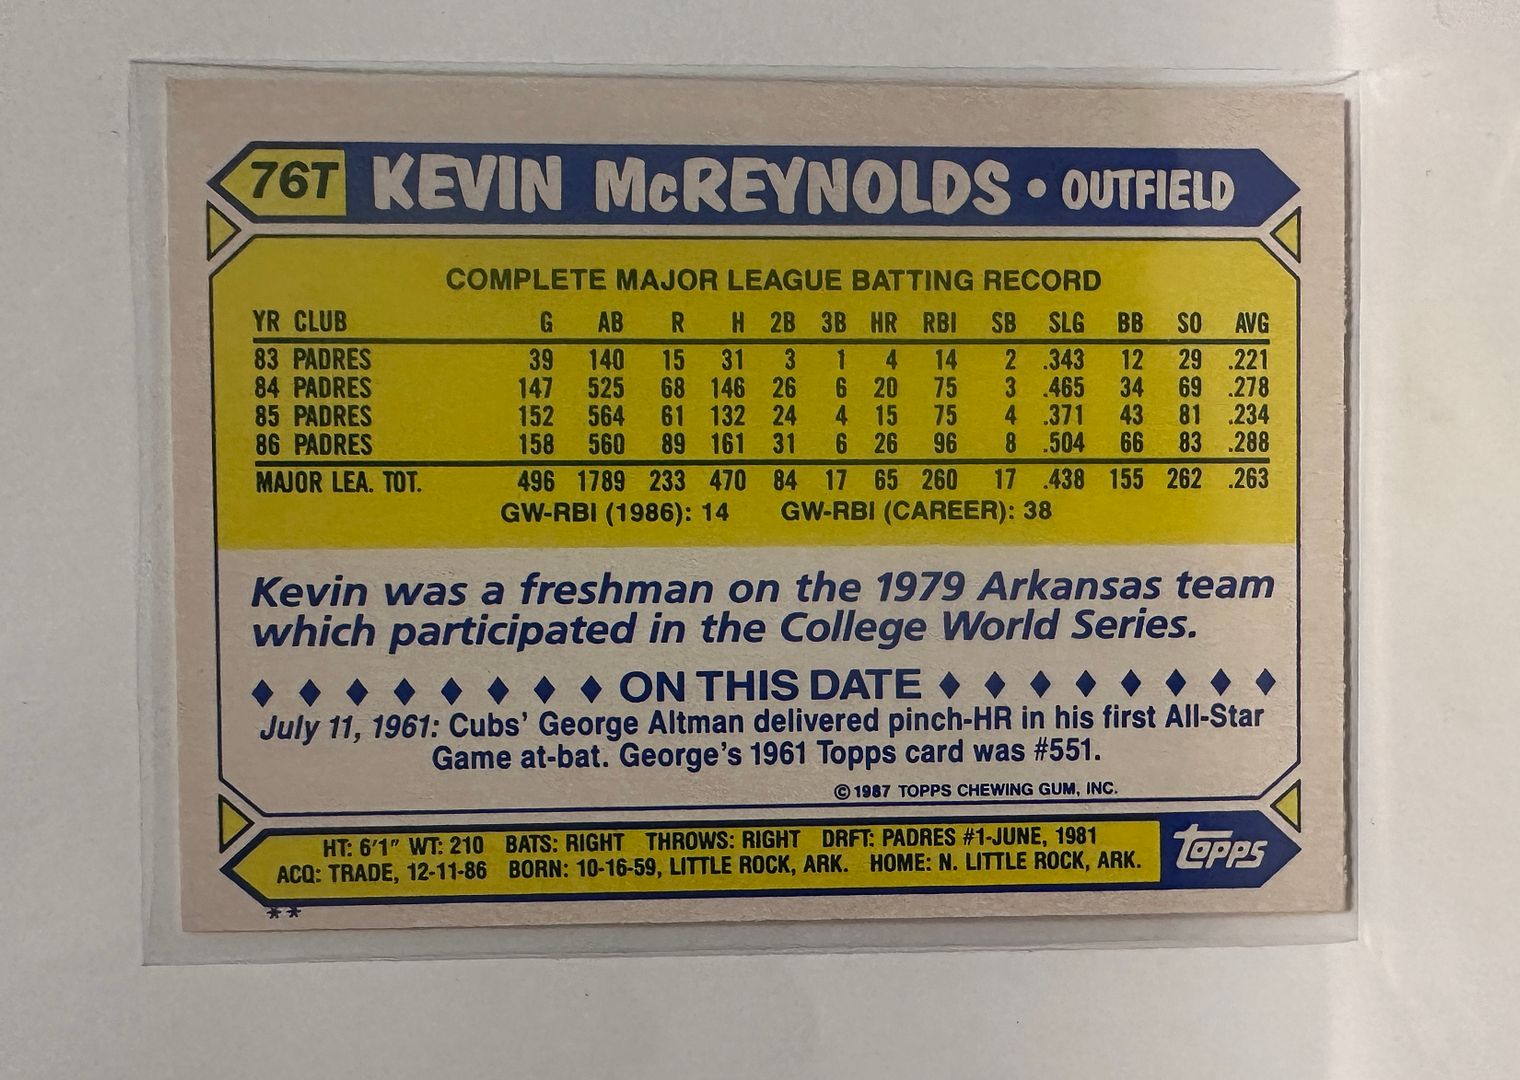 76T KEVIN McREYNOLDS • OUTFIELD
COMPLETE MAJOR LEAGUE BATTING RECORD
YR CLUB G AB R H 2B 3B HR RBI SB SLG BB SO AVG
83 PADRES 39 140 15 31 3 1 4 14 2 .343 12 29 .221
84 PADRES 147 525 68 146 26 6 20 75 3 .465 34 69 .278
85 PADRES 152 564 61 132 24 4 15 75 4 .371 43 81 .234
86 PADRES 158 560 89 161 31 6 26 96 8 .504 66 83 .288
MAJOR LEA. TOT. 496 1789 233 470 84 17 65 260 17 .438 155 262 .263
GW-RBI (1986): 14 GW-RBI (CAREER): 38
Kevin was a freshman on the 1979 Arkansas team
which participated in the College World Series.
♦ ♦ ♦ ♦ ♦ ♦ ♦ ♦ ON THIS DATE ♦ ♦ ♦ ♦ ♦ ♦ ♦ ♦
July 11, 1961: Cubs' George Altman delivered pinch-HR in his first All-Star
Game at-bat. George's 1961 Topps card was #551.
© 1987 TOPPS CHEWING GUM, INC.
HT: 6'1" WT: 210 BATS: RIGHT THROWS: RIGHT DRFT: PADRES #1-JUNE, 1981
ACQ: TRADE, 12-11-86 BORN: 10-16-59, LITTLE ROCK, ARK. HOME: N. LITTLE ROCK, ARK.
topps
**